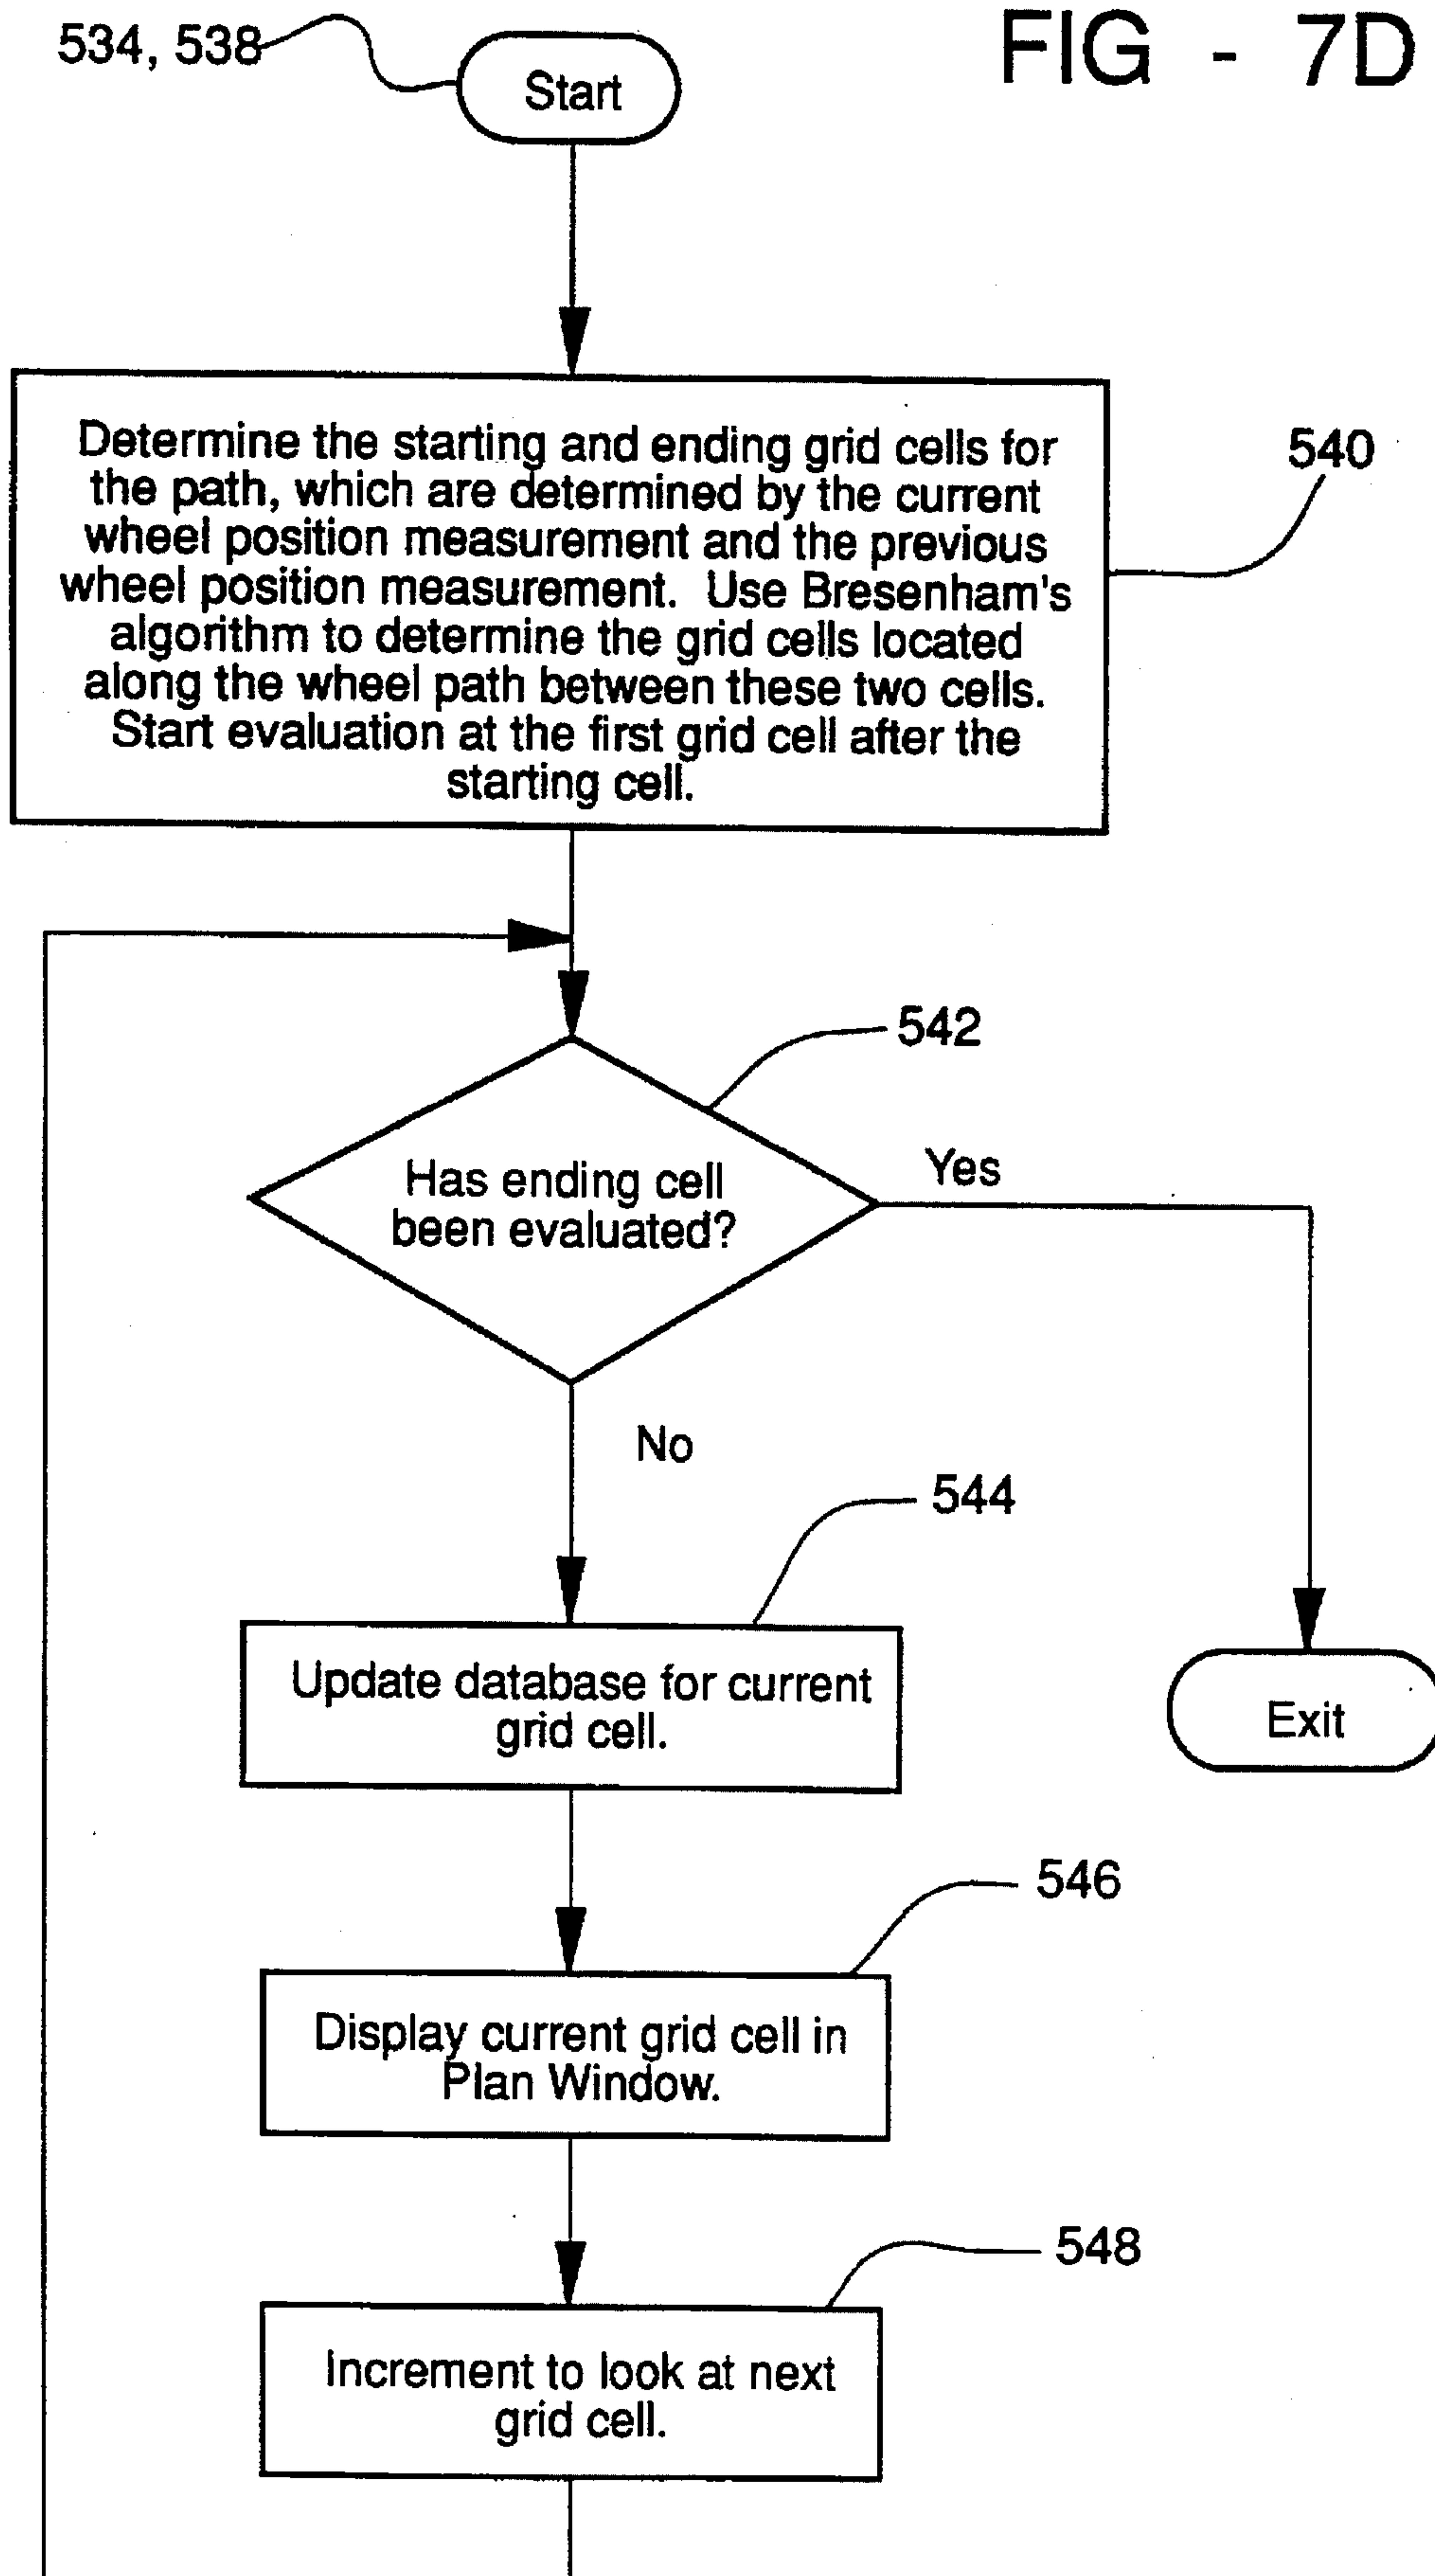 534, 538
FIG - 7D
Start
Determine the starting and ending grid cells for
the path, which are determined by the current
wheel position measurement and the previous
wheel position measurement. Use Bresenham's
algorithm to determine the grid cells located
along the wheel path between these two cells.
Start evaluation at the first grid cell after the
starting cell.
540
542
Has ending cell
been evaluated?
Yes
No
544
Update database for current
grid cell.
Exit
546
Display current grid cell in
Plan Window.
548
Increment to look at next
grid cell.